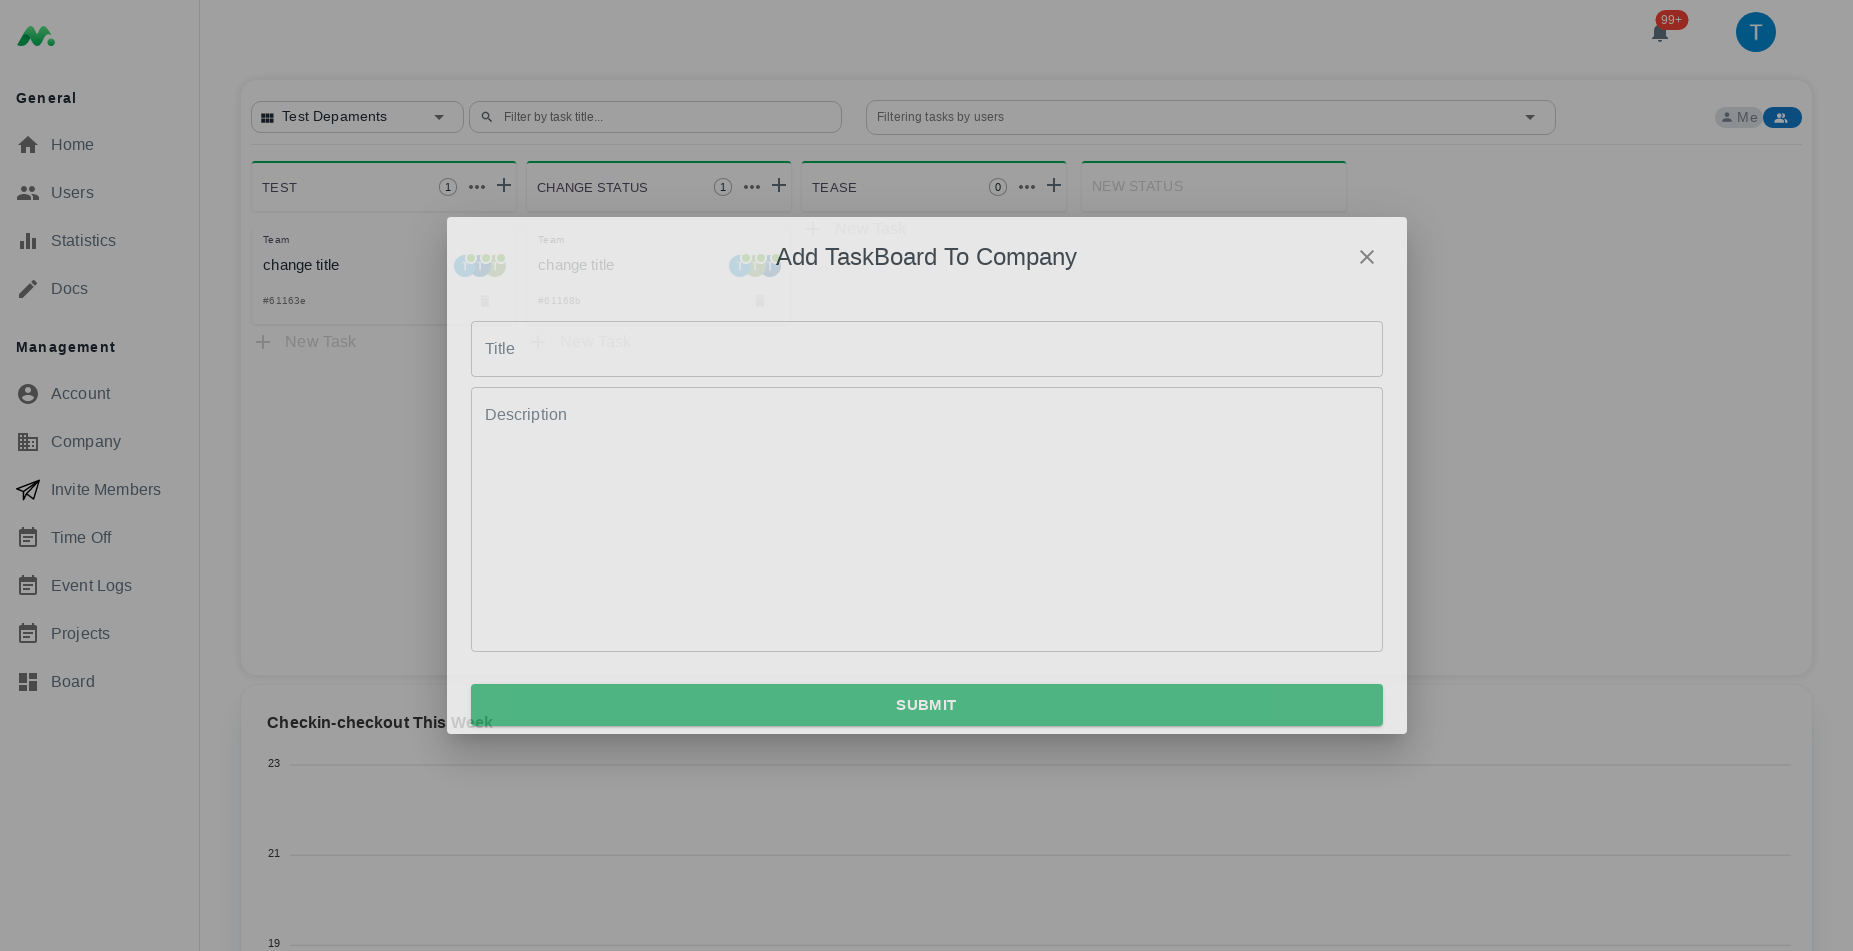 99+
T
General
Home
Users
Statistics
Docs
Management
Account
Company
Invite Members
Time Off
Event Logs
Projects
Board
Test Depaments
Filter by task title...
Filtering tasks by users
Me
TEST
1
CHANGE STATUS
1
TEASE
0
NEW STATUS
Team
change title
#61163e
New Task
Team
change title
#61168b
New Task
New Task
Add TaskBoard To Company
Title
Description
SUBMIT
Checkin-checkout This Week
23
21
19